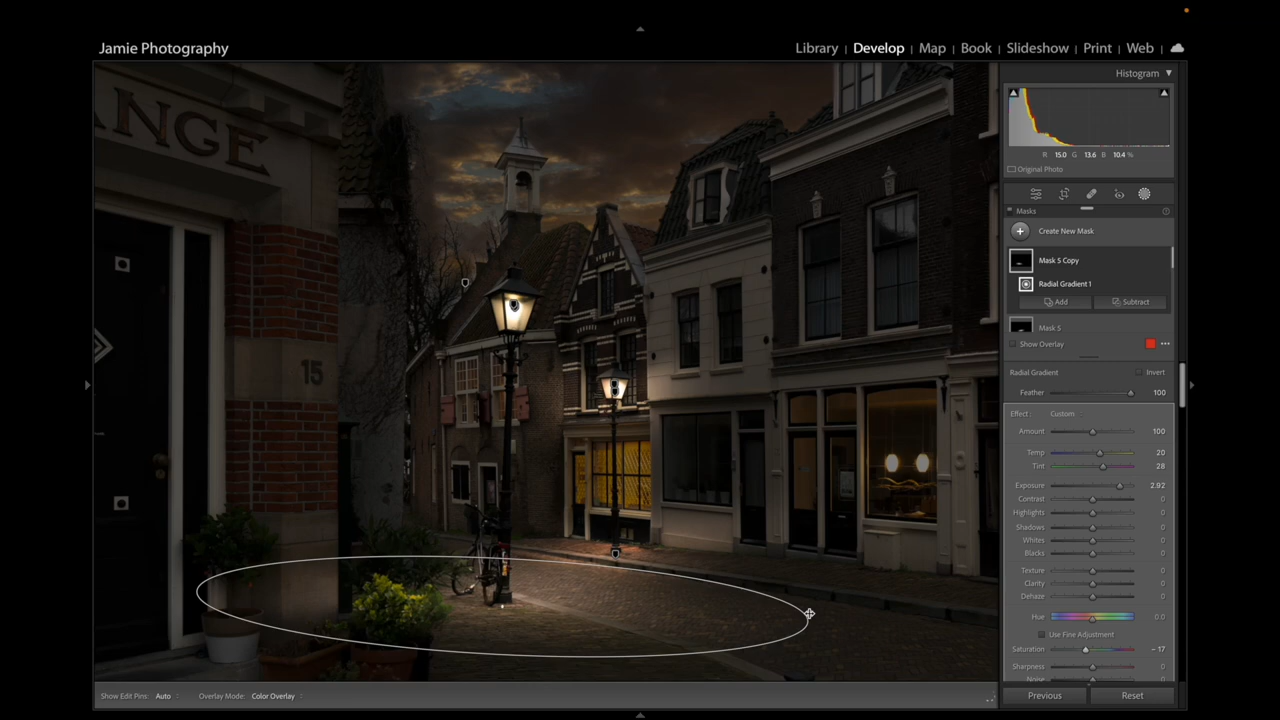 Jamie Photography
Library | Develop | Map | Book | Slideshow | Print | Web |
Histogram
R 15.0 G 13.6 B 10.4 %
Original Photo
Masks
Create New Mask
Mask 5 Copy
Radial Gradient 1
Add Subtract
Mask 5
Show Overlay
Radial Gradient Invert
Feather 100
Effect : Custom
Amount 100
Temp 20
Tint 28
Exposure 2.92
Contrast 0
Highlights 0
Shadows 0
Whites 0
Blacks 0
Texture 0
Clarity 0
Dehaze 0
Hue 0.0
Use Fine Adjustment
Saturation – 17
Sharpness 0
Noise 0
Previous Reset
ANGE
15
Show Edit Pins: Auto Overlay Mode: Color Overlay